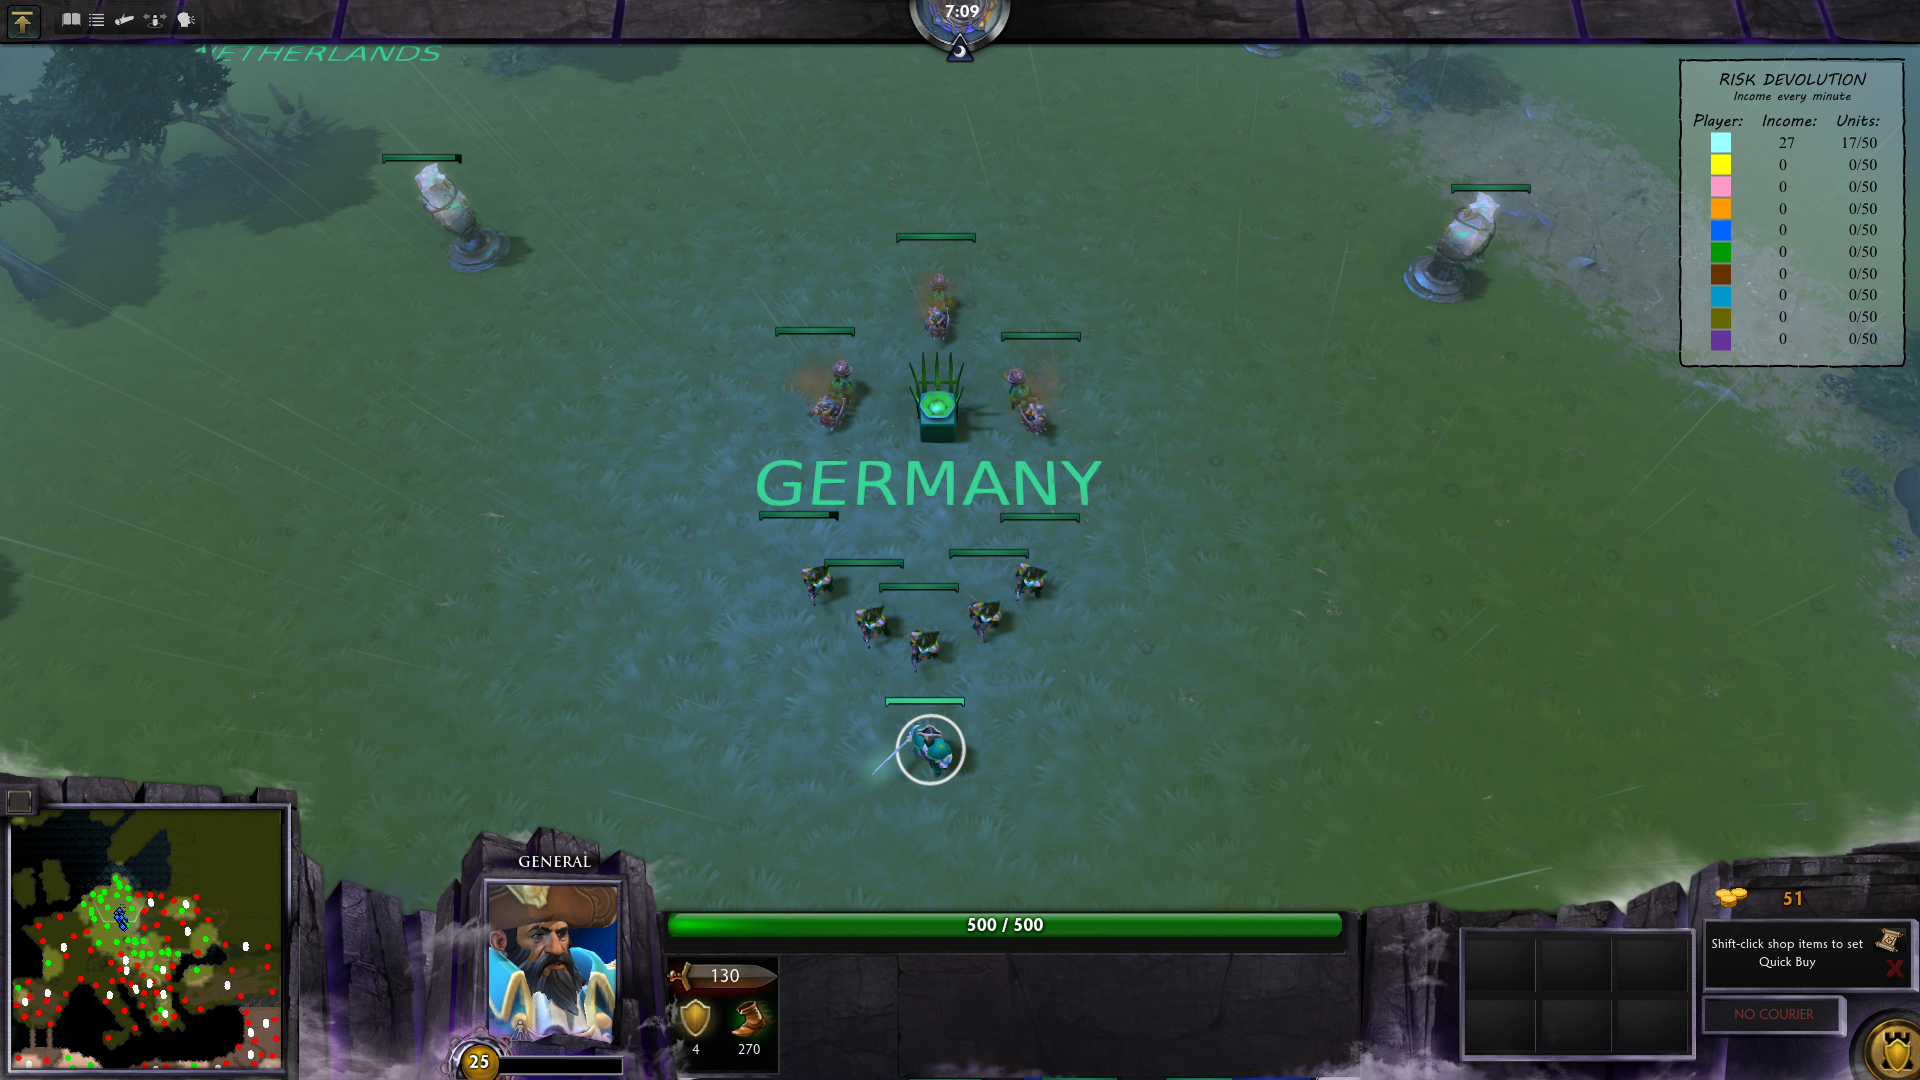 7:09
NETHERLANDS
RISK DEVOLUTION
Income every minute
Player: Income: Units:
27 17/50
0 0/50
0 0/50
0 0/50
0 0/50
0 0/50
0 0/50
0 0/50
0 0/50
0 0/50
GERMANY
GENERAL
25
500 / 500
130
4 270
51
Shift-click shop items to set
Quick Buy
NO COURIER